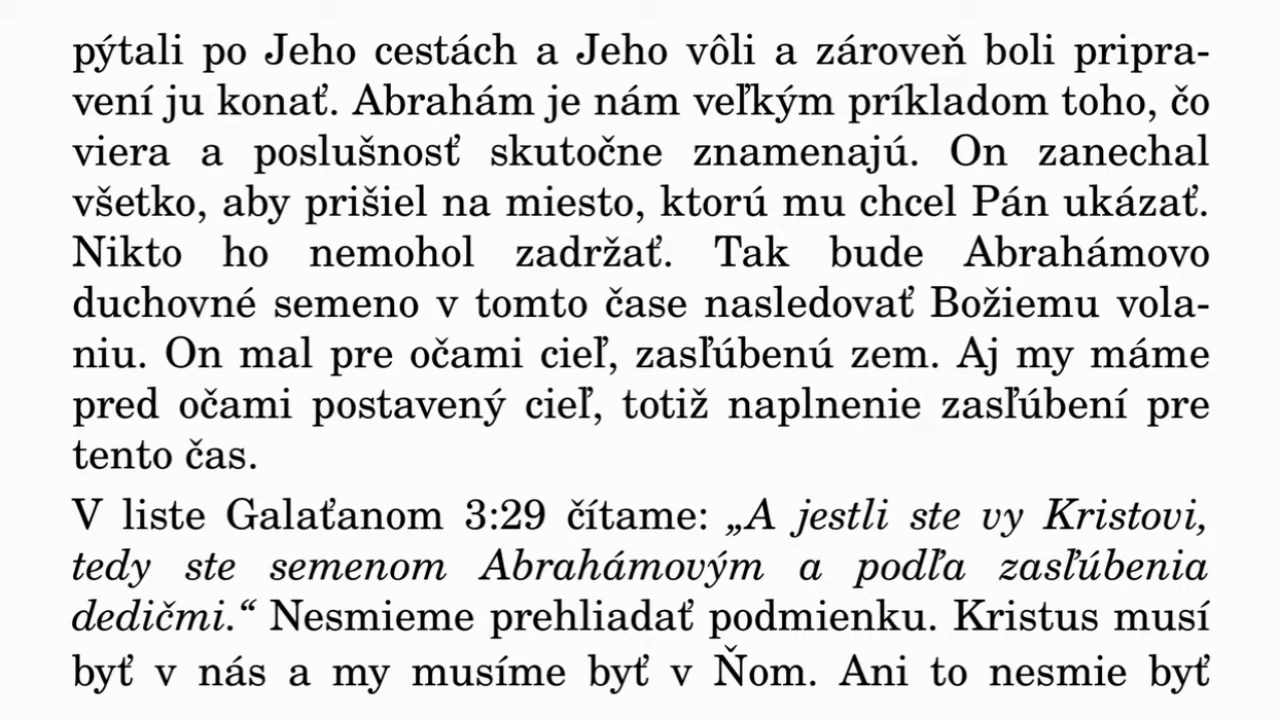 pýtali po Jeho cestách a Jeho vôli a zároveň boli pripra-
vení ju konať. Abrahám je nám veľkým príkladom toho, čo
viera a poslušnosť skutočne znamenajú. On zanechal
všetko, aby prišiel na miesto, ktorú mu chcel Pán ukázať.
Nikto ho nemohol zadržať. Tak bude Abrahámovo
duchovné semeno v tomto čase nasledovať Božiemu vola-
niu. On mal pre očami cieľ, zasľúbenú zem. Aj my máme
pred očami postavený cieľ, totiž naplnenie zasľúbení pre
tento čas.
V liste Galaťanom 3:29 čítame: „A jestli ste vy Kristovi,
tedy ste semenom Abrahámovým a podľa zasľúbenia
dedičmi.“ Nesmieme prehliadať podmienku. Kristus musí
byť v nás a my musíme byť v Ňom. Ani to nesmie byť